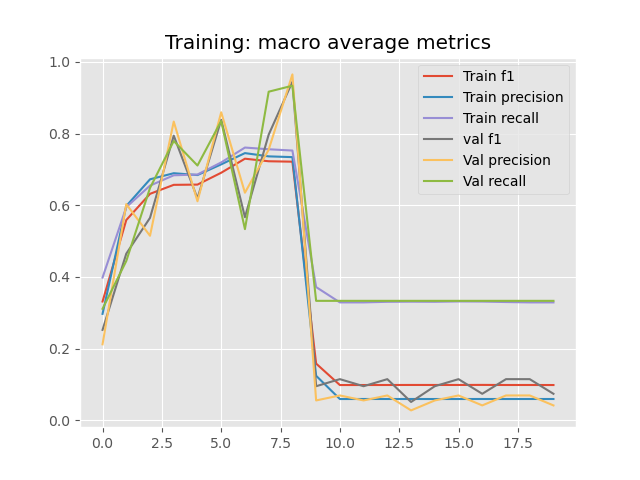 Training: macro average metrics
1.0
0.8
0.6
0.4
0.2
0.0
Train f1
Train precision
Train recall
val f1
Val precision
Val recall
0.0 2.5 5.0 7.5 10.0 12.5 15.0 17.5